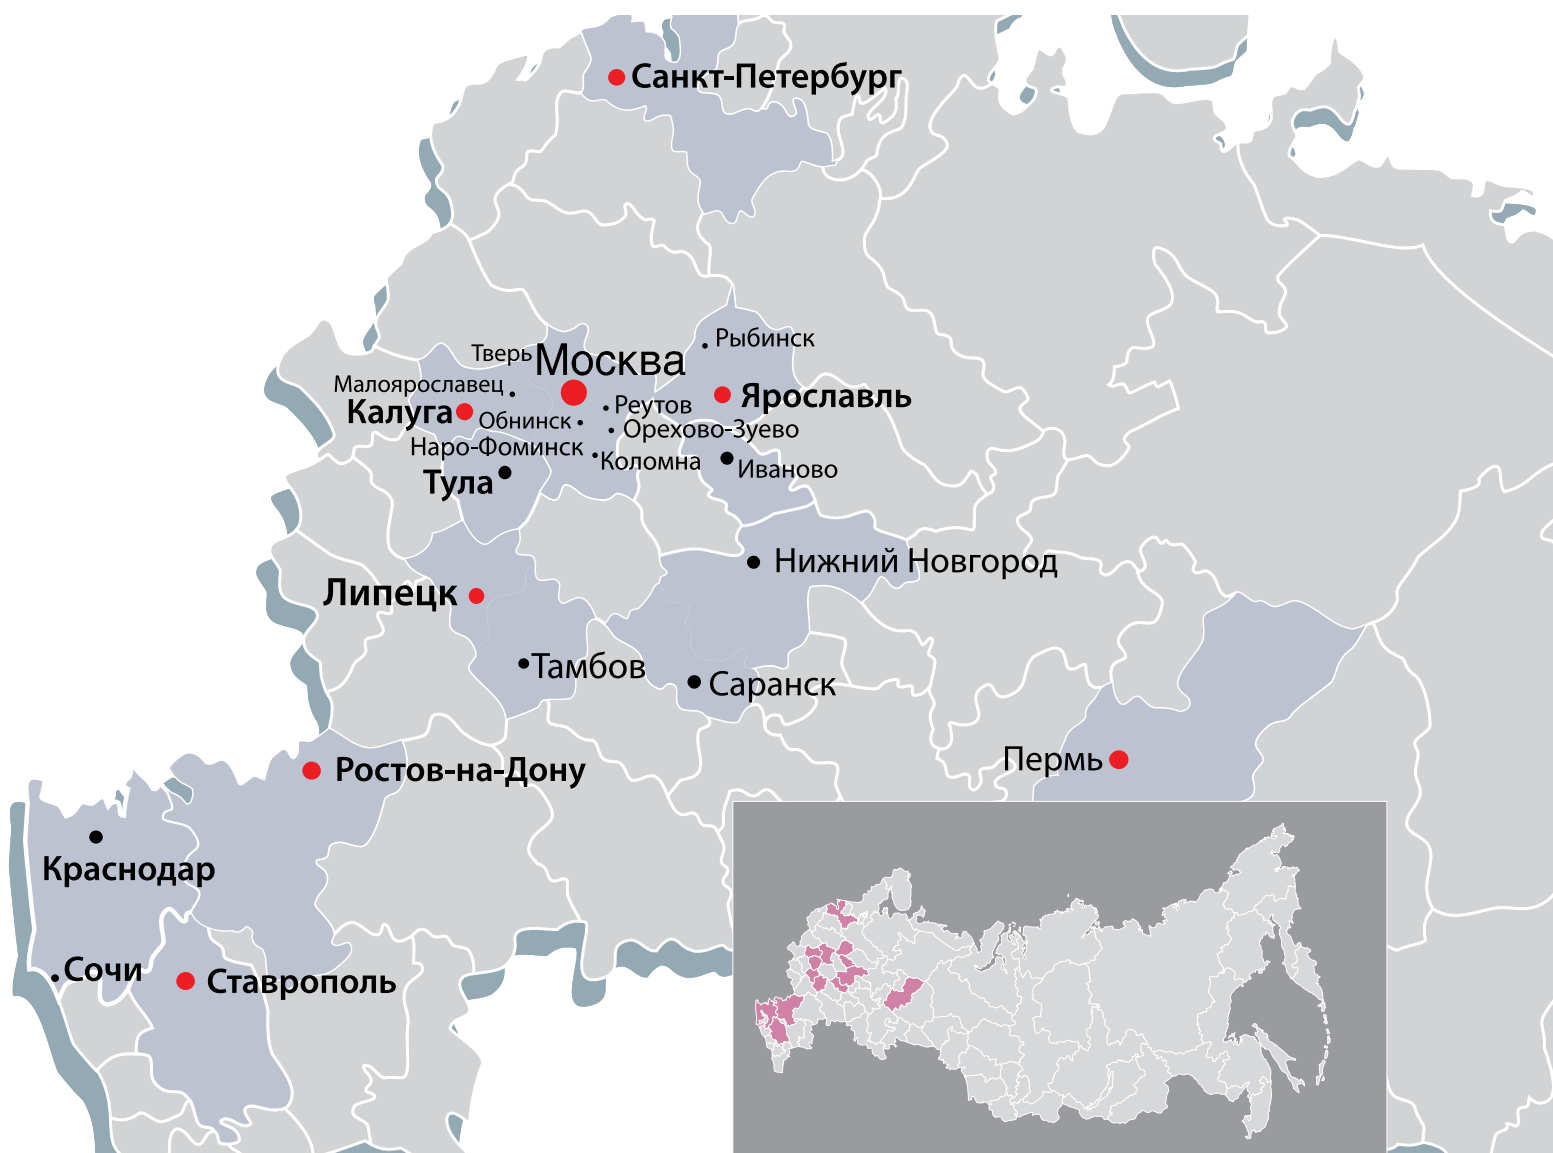 Санкт-Петербург
Рыбинск
Тверь
Москва
Малоярославец
Ярославль
Калуга
Реутов
Обнинск
Орехово-Зуево
Наро-Фоминск
Коломна
Иваново
Тула
Нижний Новгород
Липецк
Тамбов
Саранск
Пермь
Ростов-на-Дону
Краснодар
Сочи
Ставрополь